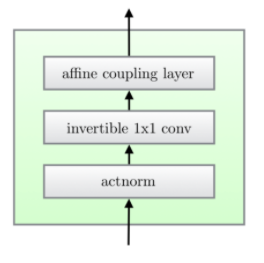 affine coupling layer
invertible 1x1 conv
actnorm